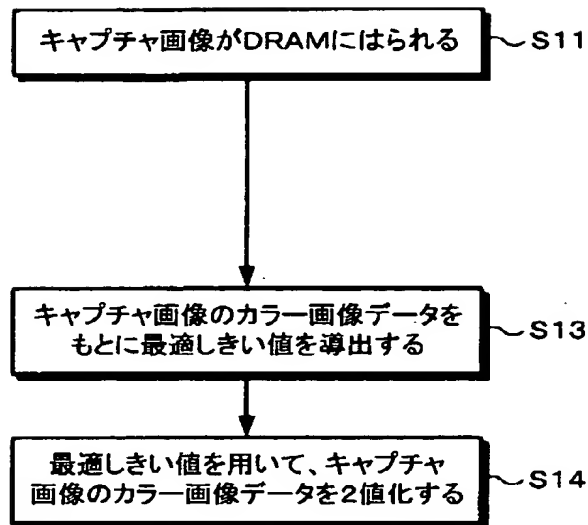 キャプチャ画像がDRAMにはられる
S11
キャプチャ画像のカラー画像データを
もとに最適しきい値を導出する
S13
最適しきい値を用いて、キャプチャ
画像のカラー画像データを2値化する
S14